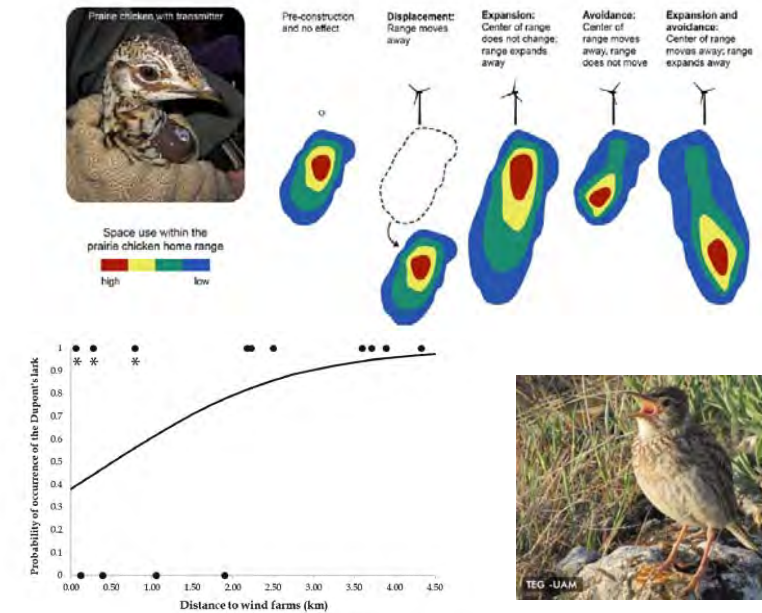 Prairie chicken with transmitter
Pre-construction
and no effect
Displacement:
Range moves
away
Expansion:
Center of range
does not change;
range expands
away
Avoidance:
Center of
range moves
away, range
does not move
Expansion and
avoidance:
Center of range
moves away; range
expands away
Space use within the
prairie chicken home range
high
low
Probability of occurrence of the Dupont's lark
1
0.9
0.8
0.7
0.6
0.5
0.4
0.3
0.2
0.1
0
* * *
0.00 0.50 1.00 1.50 2.00 2.50 3.00 3.50 4.00 4.50
Distance to wind farms (km)
TEG -UAM